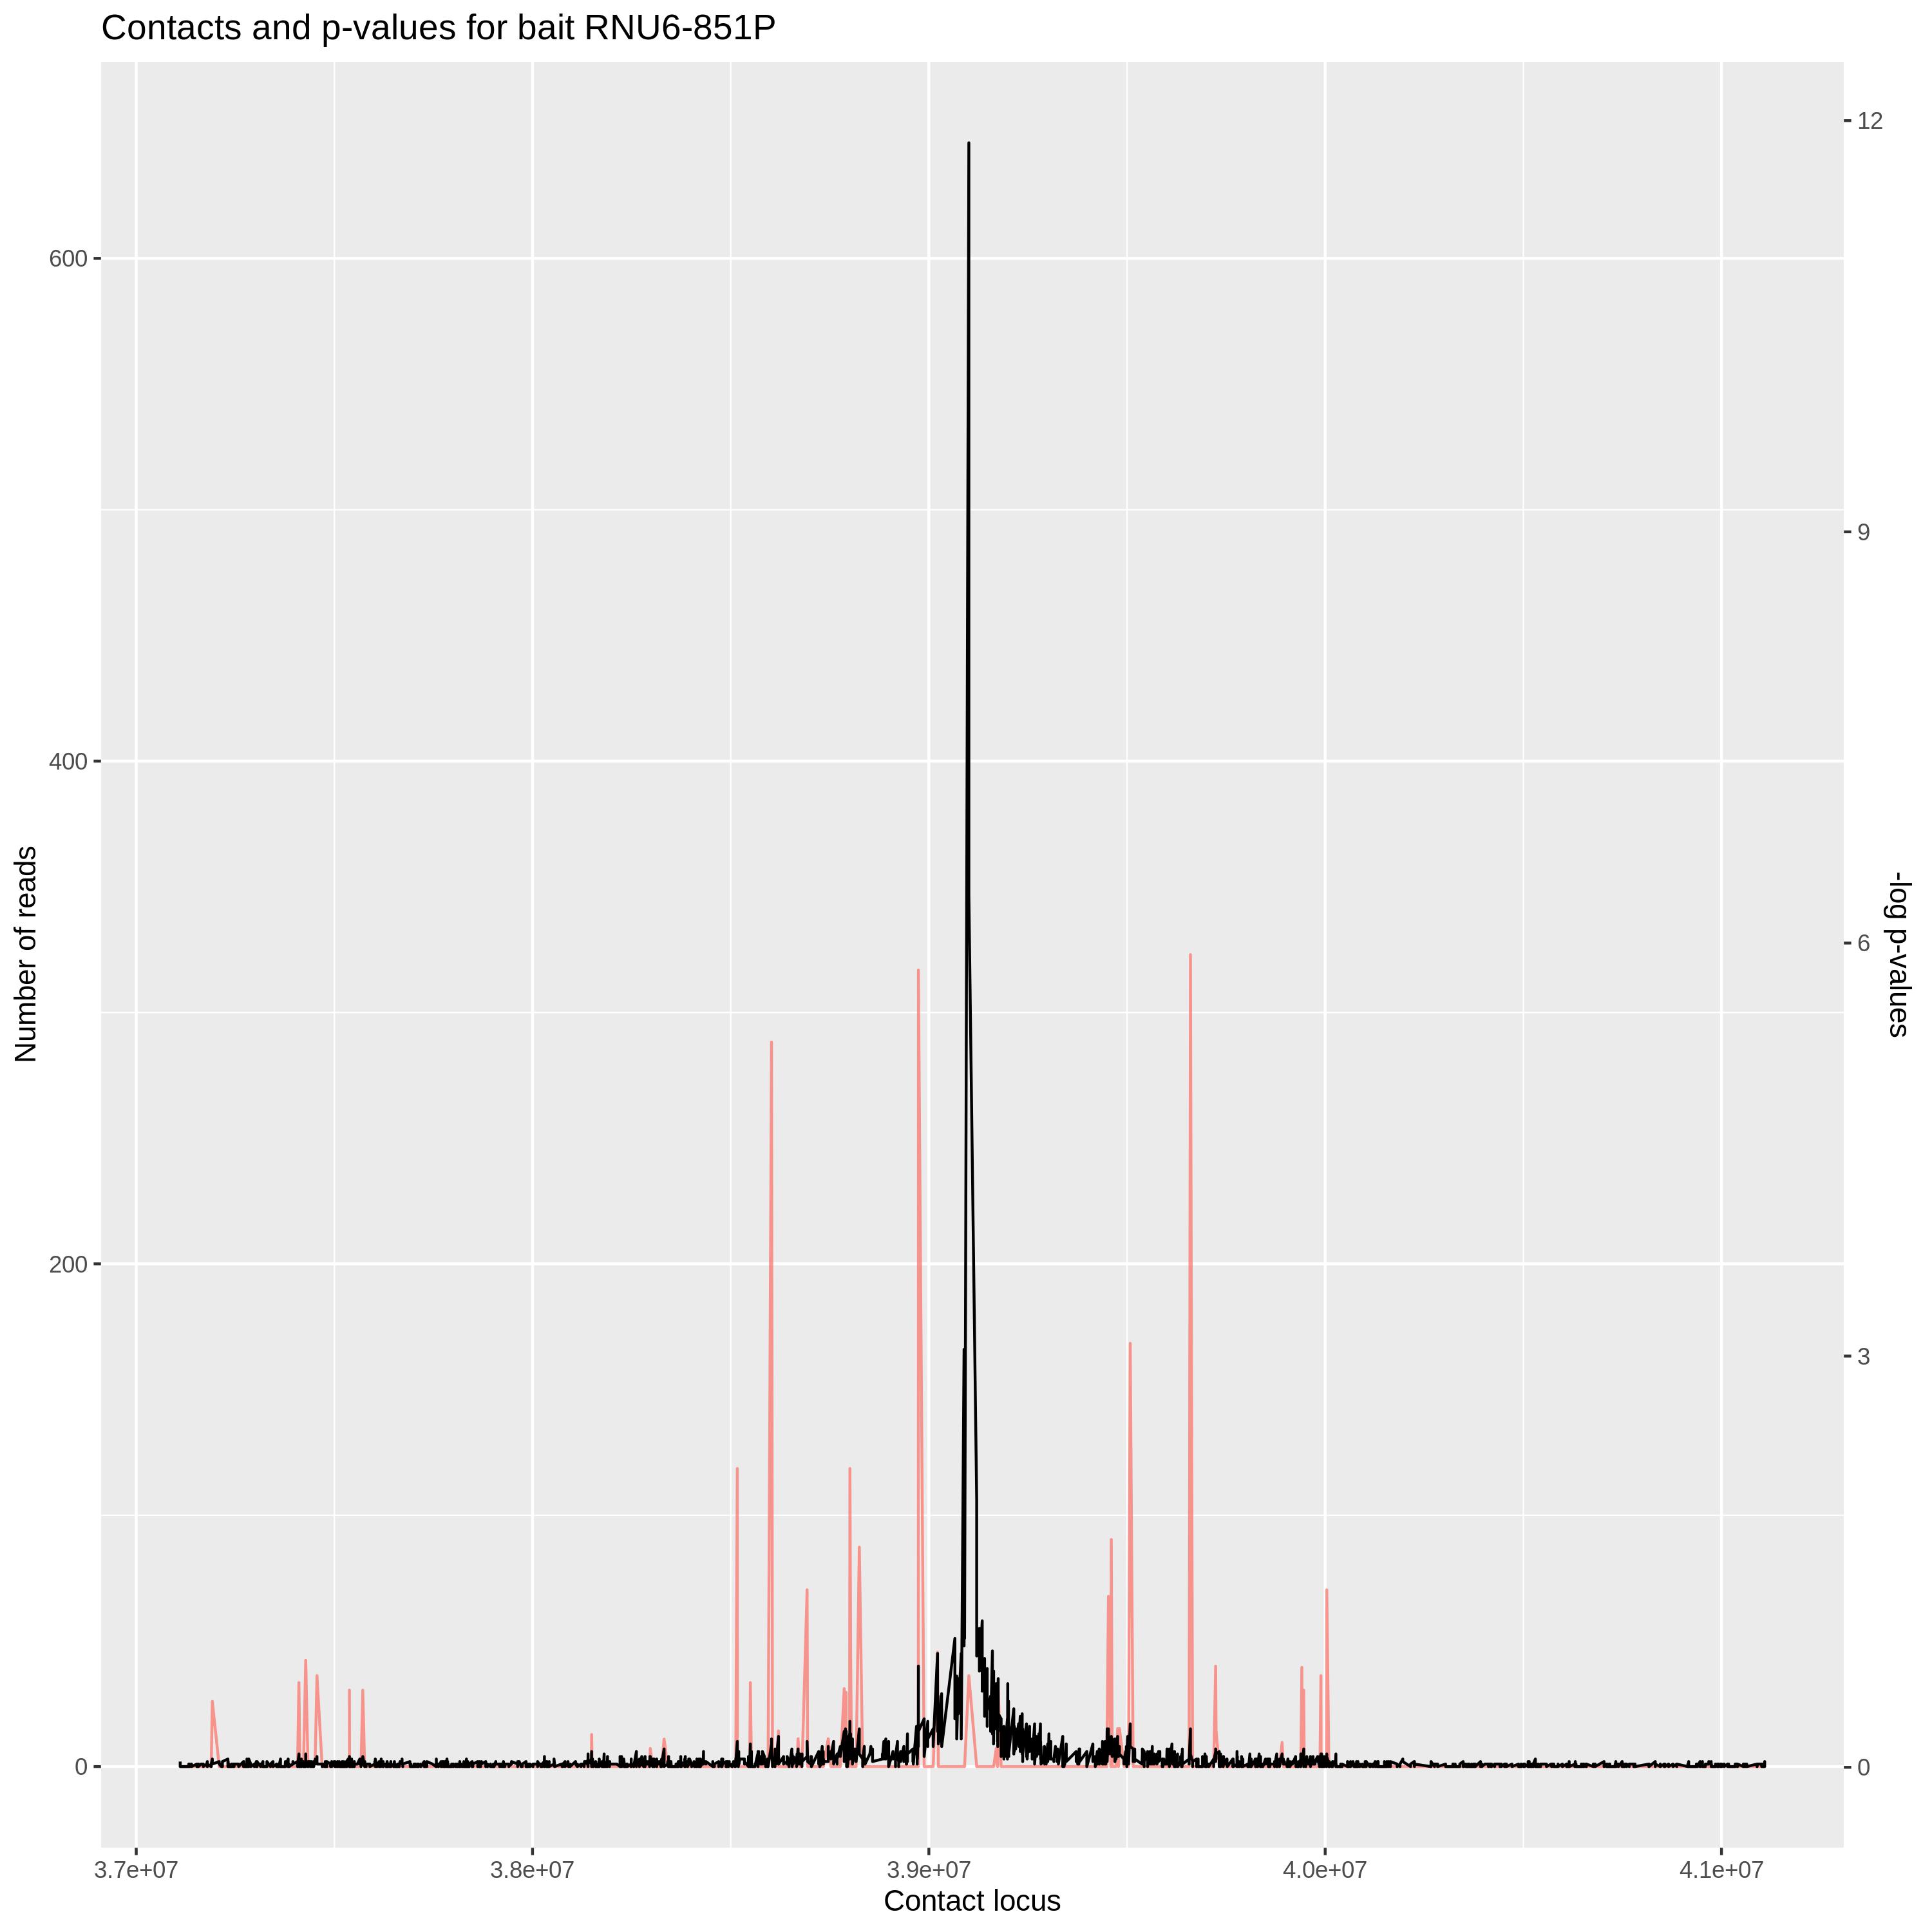 Contacts and p-values for bait RNU6-851P
12
600
9
400
6
Number of reads
-log p-values
200
3
0
0
3.7e+07 3.8e+07 3.9e+07 4.0e+07 4.1e+07
Contact locus